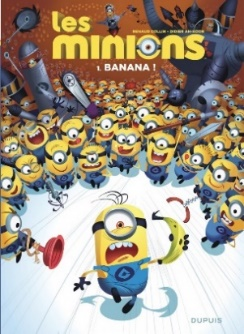 les
minions
1. BANANA !
RENAUD COLLIN - DIDIER AH-KOON
DUPUIS